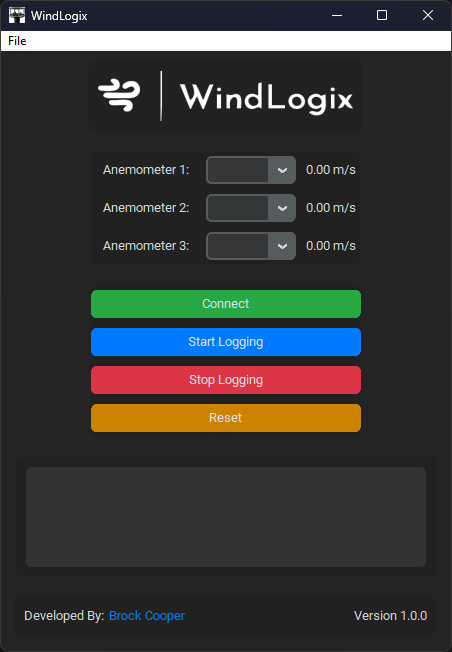 WindLogix
File
WindLogix
Anemometer 1: 0.00 m/s
Anemometer 2: 0.00 m/s
Anemometer 3: 0.00 m/s
Connect
Start Logging
Stop Logging
Reset
Developed By: Brock Cooper Version 1.0.0